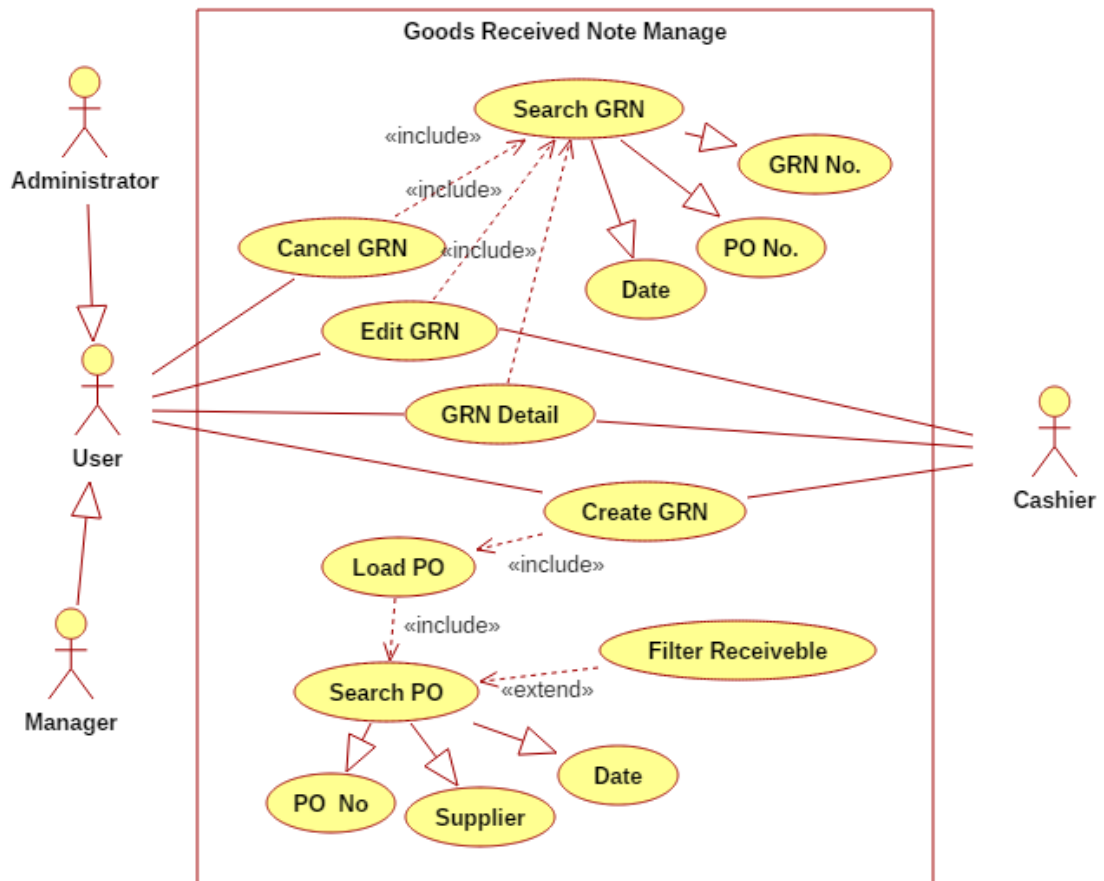 Goods Received Note Manage
Search GRN
«include»
GRN No.
Administrator
«include»
Cancel GRN
«include»
PO No.
Date
Edit GRN
GRN Detail
User
Cashier
Create GRN
Load PO
«include»
«include»
Filter Receiveble
Search PO
«extend»
Manager
Date
PO No
Supplier